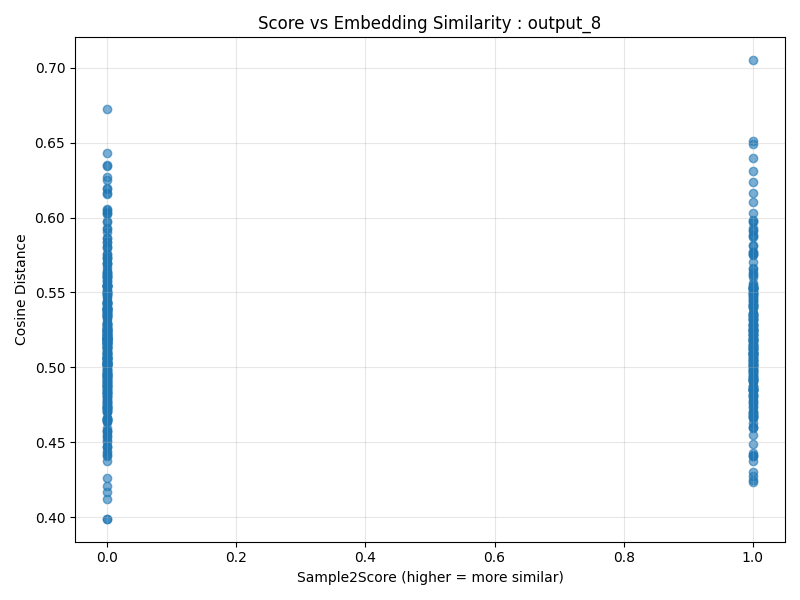 Score vs Embedding Similarity : output_8
Cosine Distance
0.70
0.65
0.60
0.55
0.50
0.45
0.40
0.0 0.2 0.4 0.6 0.8 1.0
Sample2Score (higher = more similar)